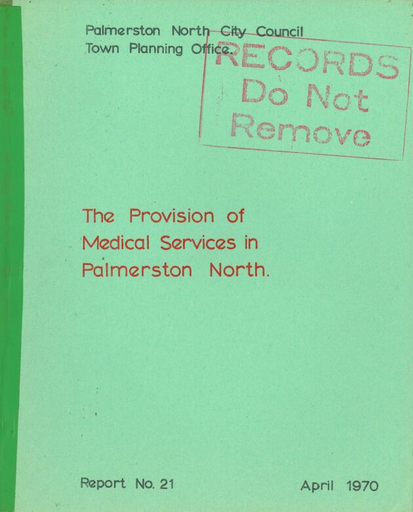 Palmerston North City Council
Town Planning Office.
RECORDS
Do Not
Remove
The Provision of
Medical Services in
Palmerston North.
Report No. 21
April 1970